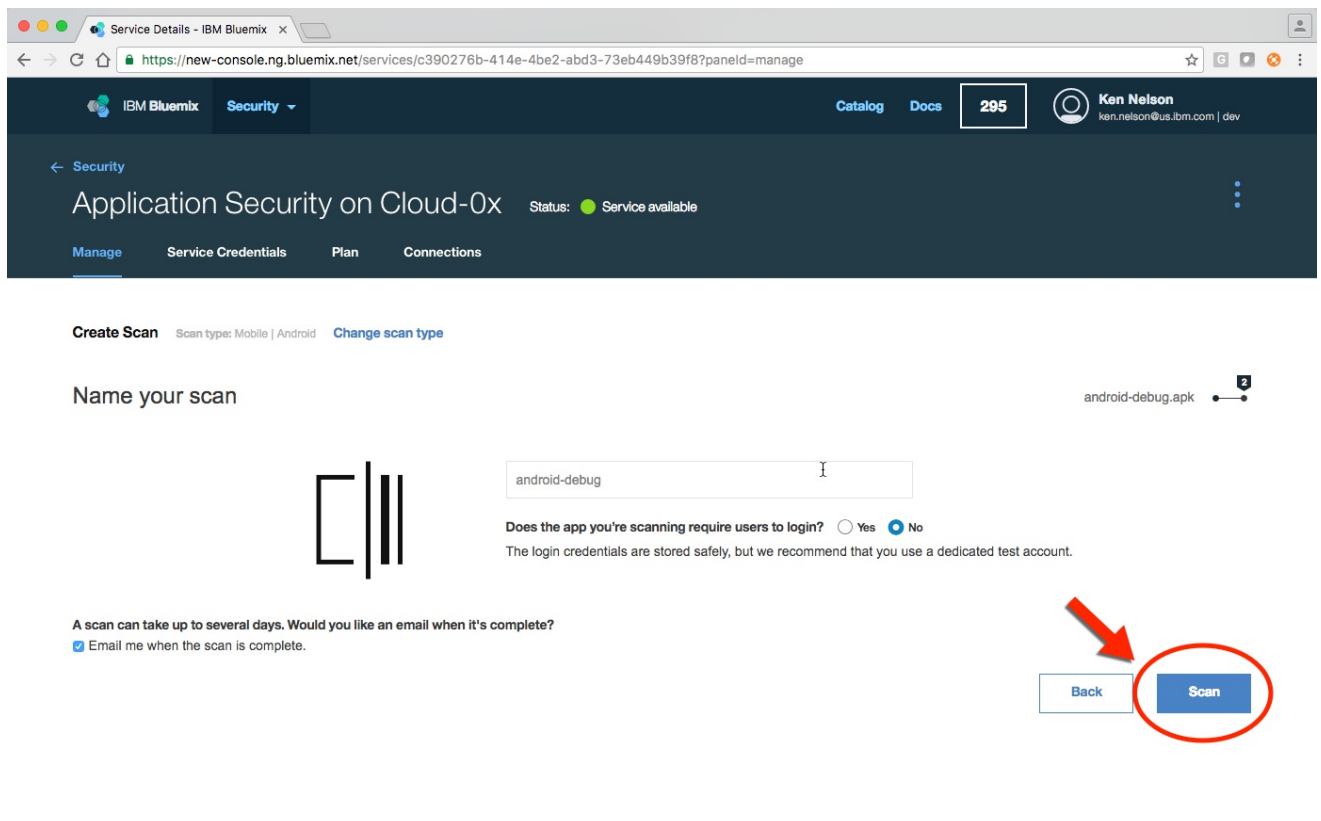 Service Details - IBM Bluemix ×
https://new-console.ng.bluemix.net/services/c390276b-414e-4be2-abd3-73eb449b39f8?paneId=manage
IBM Bluemix Security Catalog Docs 295 Ken Nelson
ken.nelson@us.ibm.com | dev
← Security
Application Security on Cloud-0x Status: Service available
Manage Service Credentials Plan Connections
Create Scan Scan type: Mobile | Android Change scan type
2
Name your scan android-debug.apk
android-debug
Does the app you're scanning require users to login? Yes No
The login credentials are stored safely, but we recommend that you use a dedicated test account.
A scan can take up to several days. Would you like an email when it's complete?
Email me when the scan is complete.
Back Scan